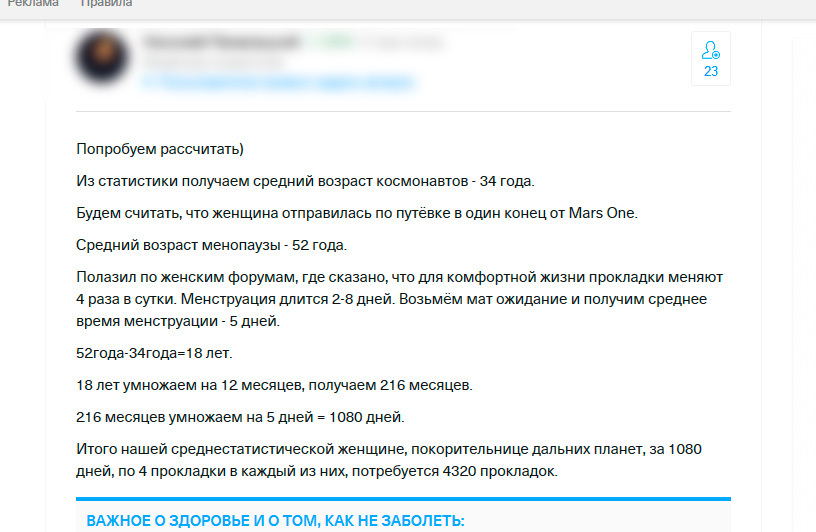 Реклама Правила
23
Попробуем рассчитать)
Из статистики получаем средний возраст космонавтов - 34 года.
Будем считать, что женщина отправилась по путёвке в один конец от Mars One.
Средний возраст менопаузы - 52 года.
Полазил по женским форумам, где сказано, что для комфортной жизни прокладки меняют
4 раза в сутки. Менструация длится 2-8 дней. Возьмём мат ожидание и получим среднее
время менструации - 5 дней.
52года-34года=18 лет.
18 лет умножаем на 12 месяцев, получаем 216 месяцев.
216 месяцев умножаем на 5 дней = 1080 дней.
Итого нашей среднестатистической женщине, покорительнице дальних планет, за 1080
дней, по 4 прокладки в каждый из них, потребуется 4320 прокладок.
ВАЖНОЕ О ЗДОРОВЬЕ И О ТОМ, КАК НЕ ЗАБОЛЕТЬ: